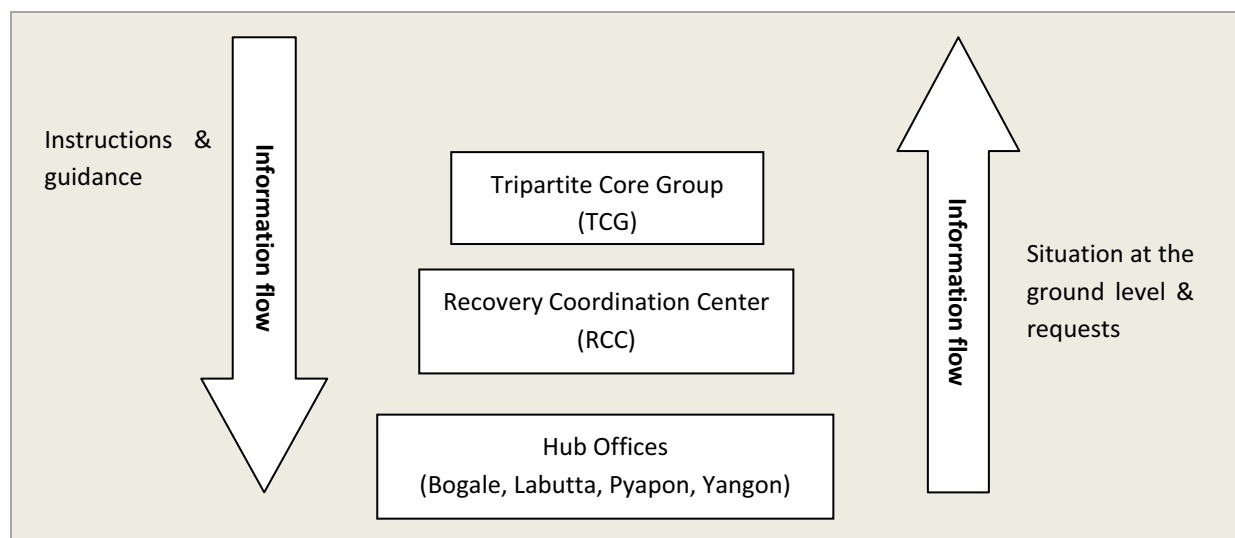 Instructions &
guidance
Information flow
Tripartite Core Group
(TCG)
Recovery Coordination Center
(RCC)
Hub Offices
(Bogale, Labutta, Pyapon, Yangon)
Information flow
Situation at the
ground level &
requests